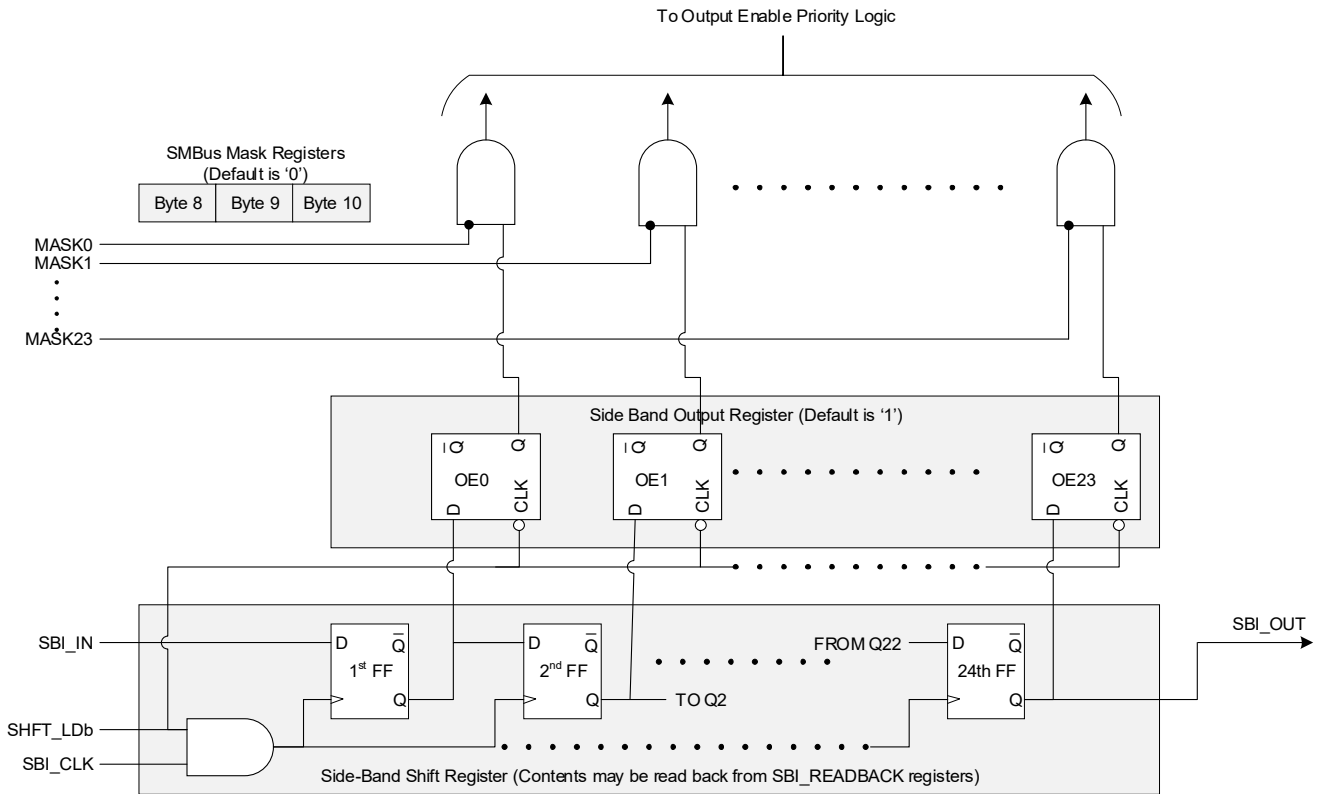 To Output Enable Priority Logic
SMBus Mask Registers
(Default is ‘0’)
Byte 8 Byte 9 Byte 10
MASK0
MASK1
MASK23
Side Band Output Register (Default is ‘1’)
Q Q Q Q Q Q
OE0 OE1 OE23
D CLK D CLK D CLK
SBI_IN
D Q D Q FROM Q22 D Q
SBI_OUT
1st FF 2nd FF 24th FF
Q Q TO Q2 Q
SHFT_LDb
SBI_CLK
Side-Band Shift Register (Contents may be read back from SBI_READBACK registers)